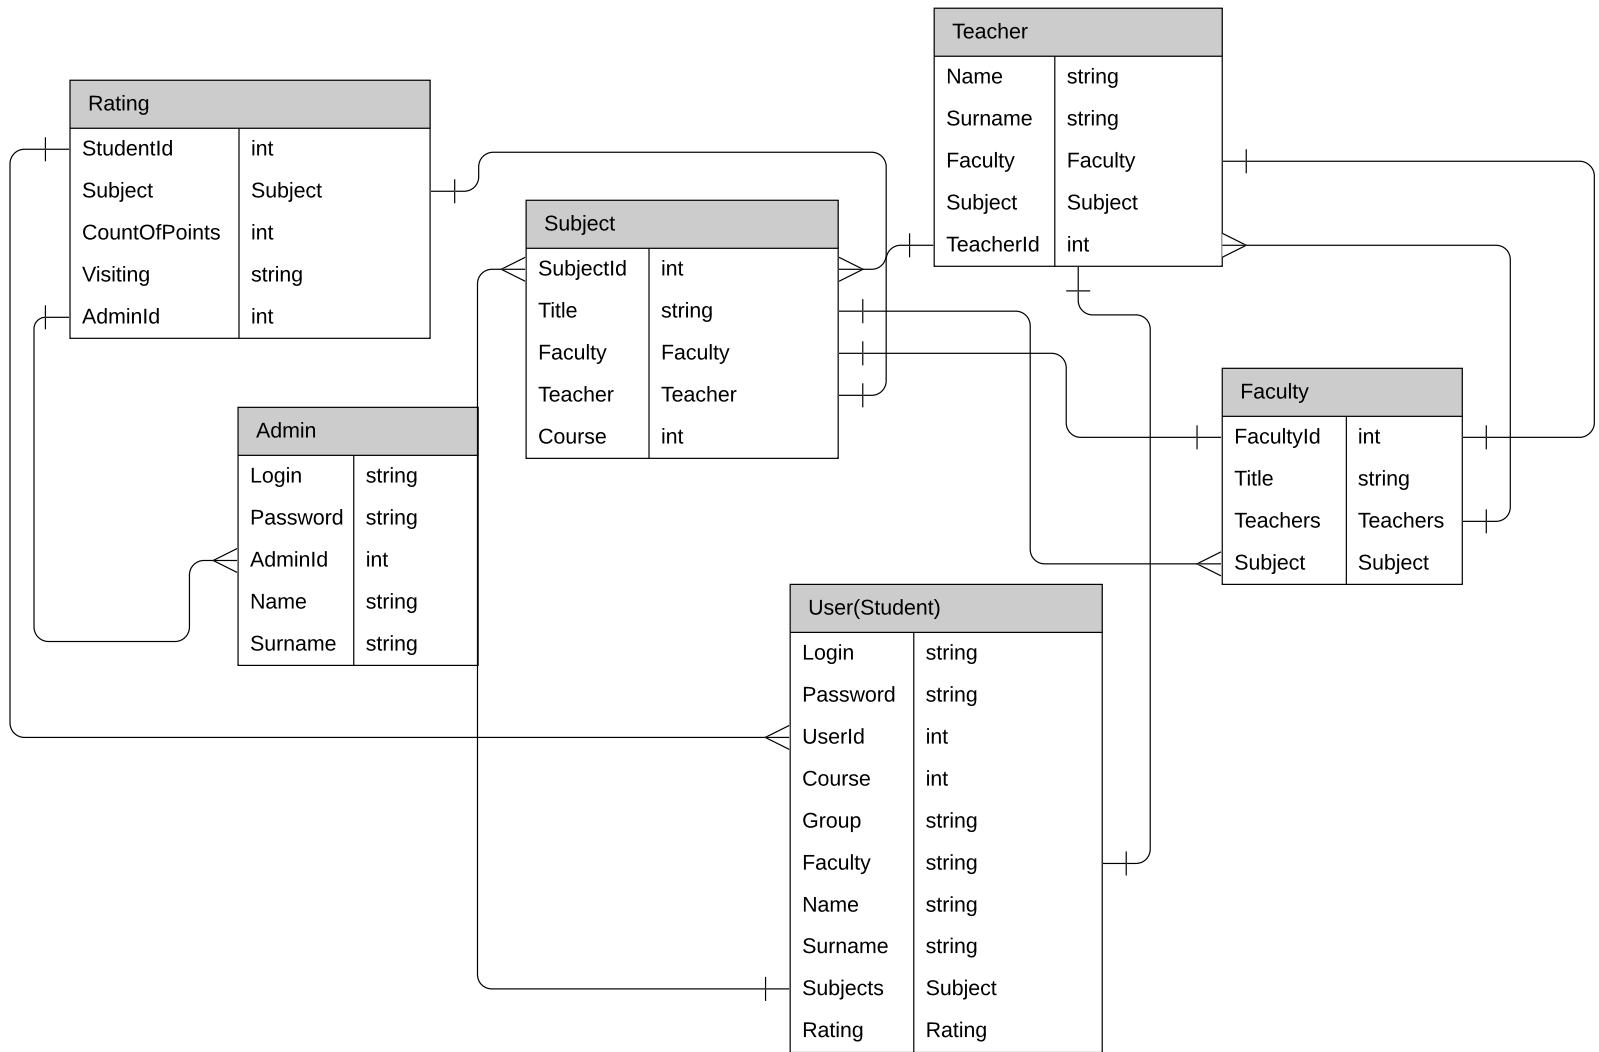 Teacher
Name string
Surname string
Faculty Faculty
Subject Subject
TeacherId int
Rating
StudentId int
Subject Subject
CountOfPoints int
Visiting string
AdminId int
Subject
SubjectId int
Title string
Faculty Faculty
Teacher Teacher
Course int
Faculty
FacultyId int
Title string
Teachers Teachers
Subject Subject
Admin
Login string
Password string
AdminId int
Name string
Surname string
User(Student)
Login string
Password string
UserId int
Course int
Group string
Faculty string
Name string
Surname string
Subjects Subject
Rating Rating